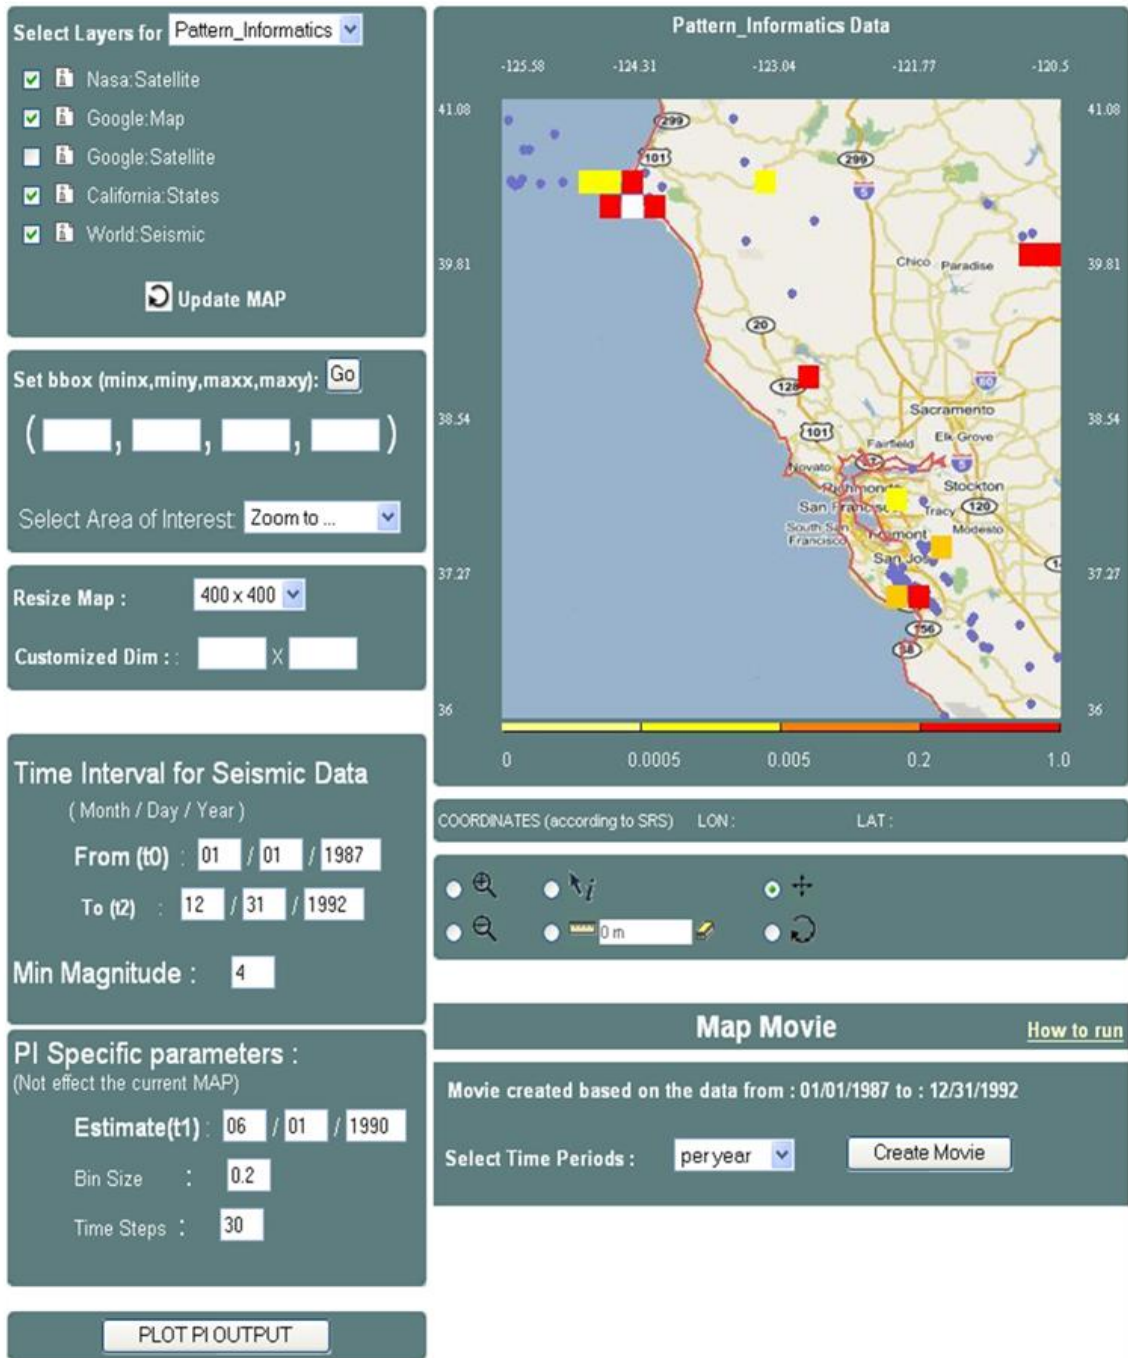 Select Layers for Pattern_Informatics
Nasa:Satellite
Google:Map
Google:Satellite
California:States
World:Seismic
Update MAP
Set bbox (minx,miny,maxx,maxy): Go
( , , , )
Select Area of Interest: Zoom to ...
Resize Map : 400 x 400
Customized Dim : : X
Time Interval for Seismic Data
( Month / Day / Year )
From (t0) : 01 / 01 / 1987
To (t2) : 12 / 31 / 1992
Min Magnitude : 4
PI Specific parameters :
(Not effect the current MAP)
Estimate(t1) : 06 / 01 / 1990
Bin Size : 0.2
Time Steps : 30
PLOT PI OUTPUT
Pattern_Informatics Data
-125.58 -124.31 -123.04 -121.77 -120.5
41.08 41.08
299
101
299
5
39.81 39.81
Chico Paradise
20
128
80
38.54 38.54
Sacramento
101
Fairfield Elk Grove
5
Novato
Richmond
Stockton
San Francisco
Tracy 120
South San
Francisco
Fremont
Modesto
San Jos
37.27 37.27
156
68
36 36
0 0.0005 0.005 0.2 1.0
COORDINATES (according to SRS) LON : LAT :
0 m
Map Movie
How to run
Movie created based on the data from : 01/01/1987 to : 12/31/1992
Select Time Periods : per year Create Movie